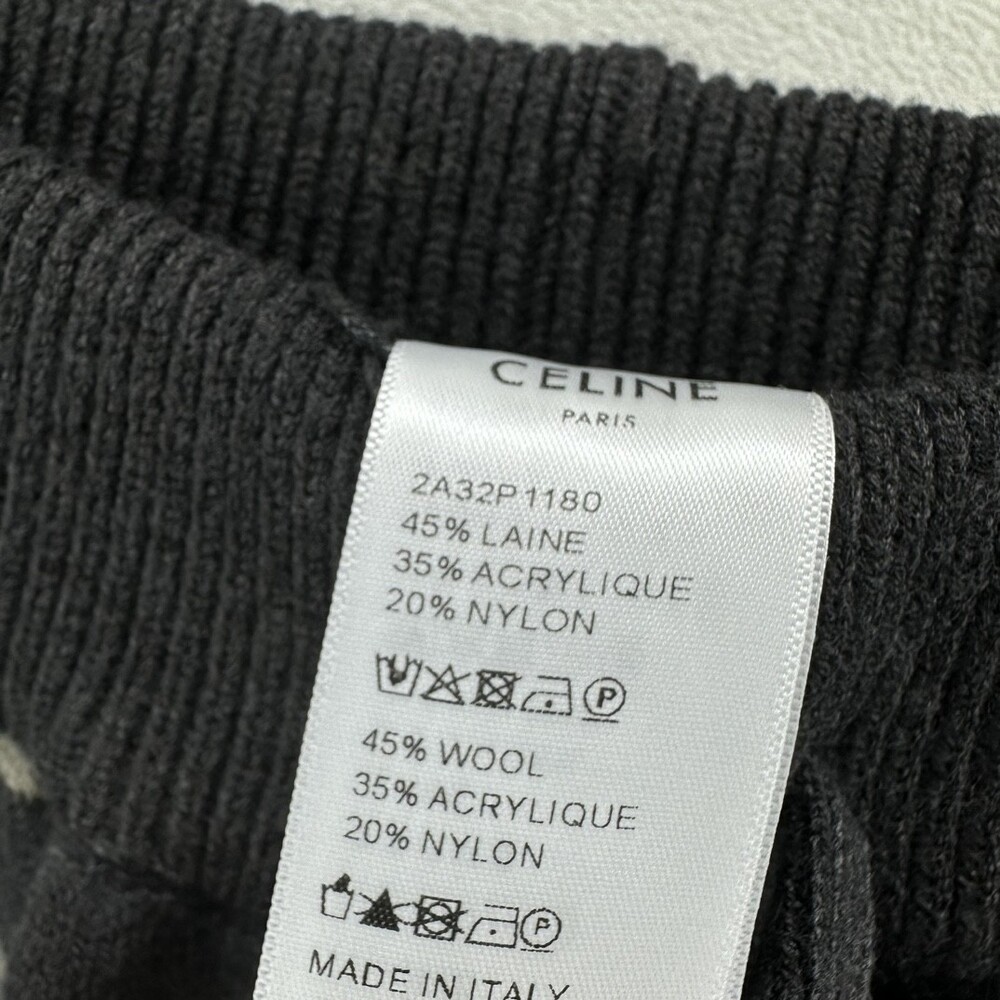 CELINE
PARIS
2A32P1180
45% LAINE
35% ACRYLIQUE
20% NYLON
P
45% WOOL
35% ACRYLIQUE
20% NYLON
P
MADE IN ITALY